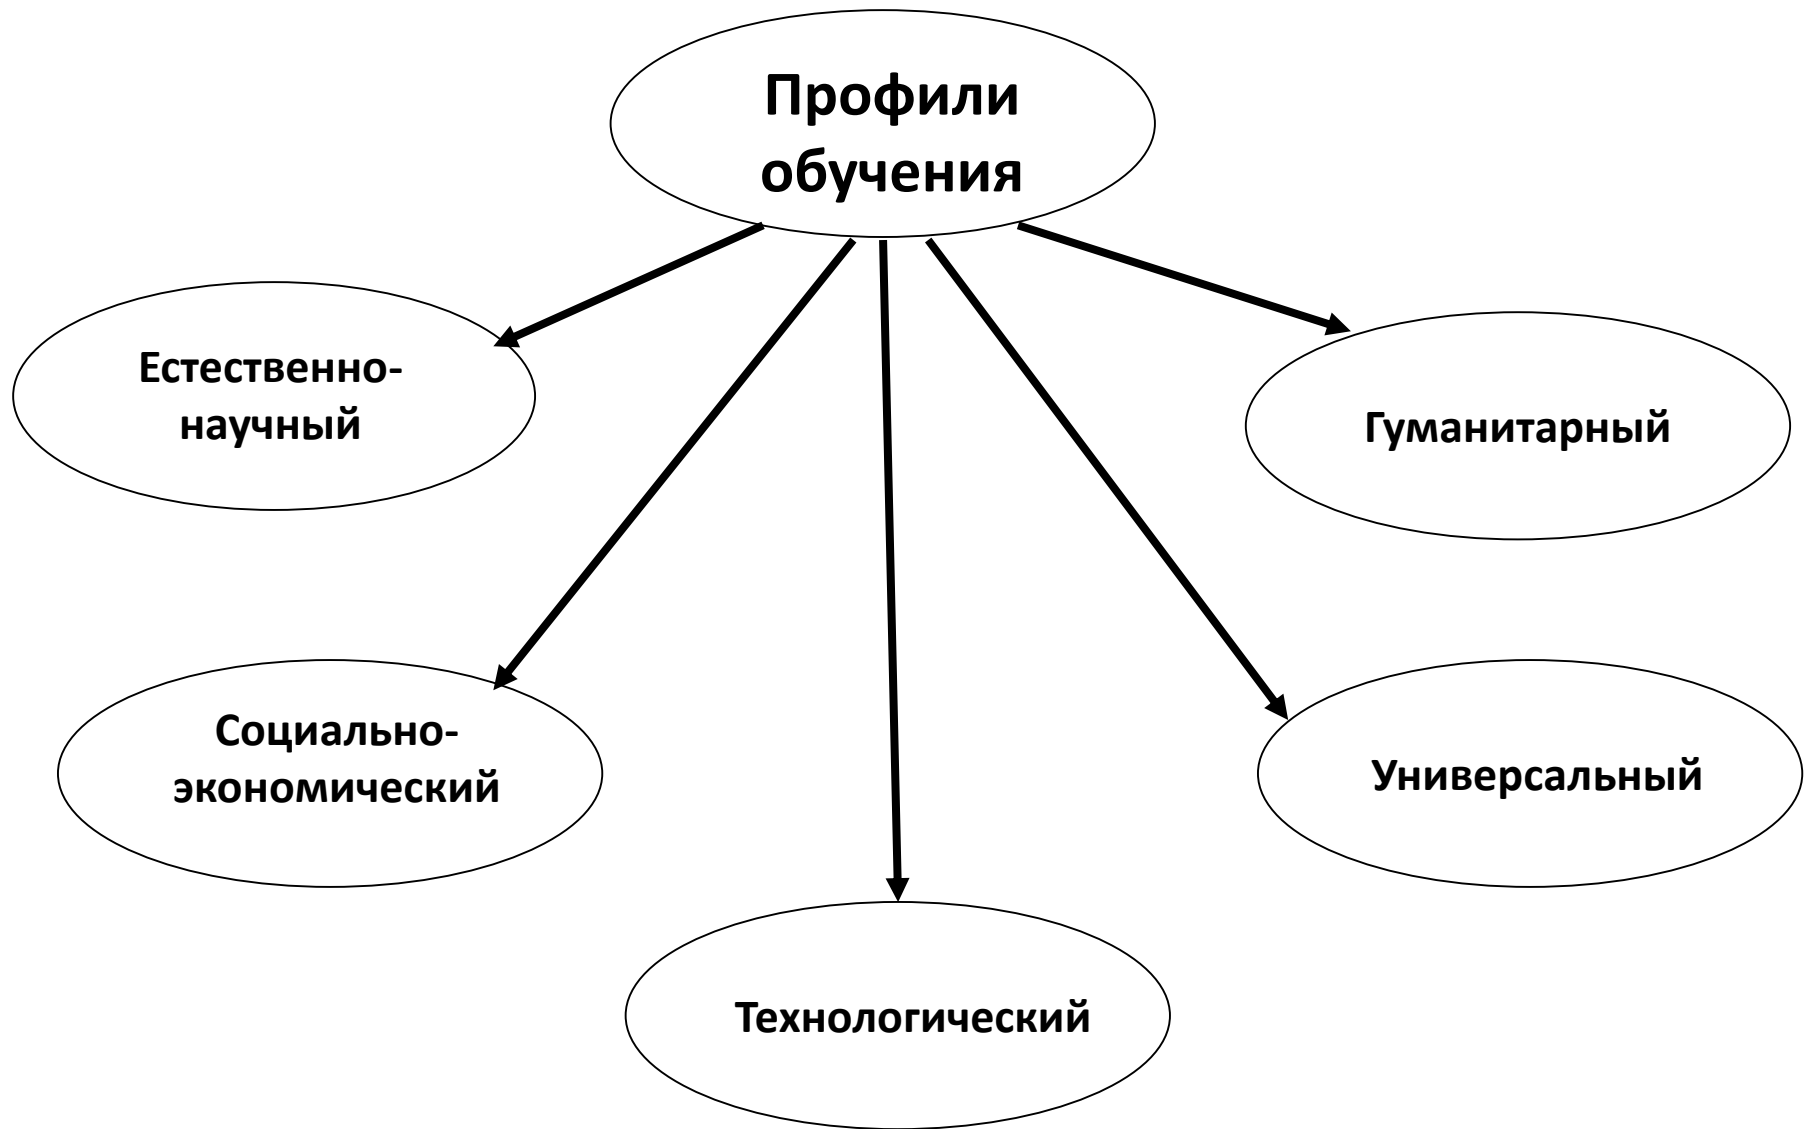 Профили
обучения
Естественно-
научный
Гуманитарный
Социально-
экономический
Универсальный
Технологический